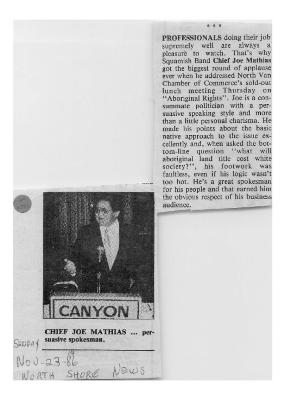 * * *
PROFESSIONALS doing their job
supremely well are always a
pleasure to watch. That's why
Squamish Band Chief Joe Mathias
got the biggest round of applause
ever when he addressed North Van
Chamber of Commerce's sold-out
lunch meeting Thursday on
"Aboriginal Rights". Joe is a con-
summate politician with a per-
suasive speaking style and more
than a little personal charisma. He
made his points about the basic
native approach to the issue ex-
cellently and, when asked the bot-
tom-line question "what will
aboriginal land title cost white
society?", his footwork was
faultless, even if his logic wasn't
too hot. He's a great spokesman
for his people and that earned him
the obvious respect of his business
audience.
CANYON
CHIEF JOE MATHIAS ... per-
suasive spokesman.
SUNDAY
NOV-23-86
NORTH SHORE NEWS